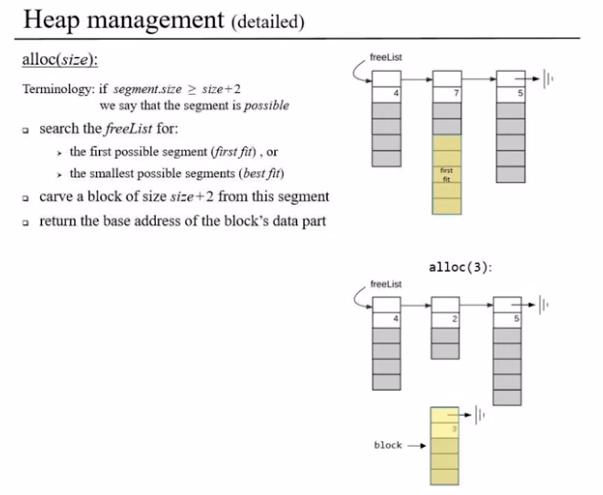 Heap management (detailed)
alloc(size):
Terminology: if segment.size ≥ size+2
we say that the segment is possible
search the freeList for:
the first possible segment (first fit) , or
the smallest possible segments (best fit)
carve a block of size size+2 from this segment
return the base address of the block's data part
freeList
4
7
5
first
fit
alloc(3):
freeList
4
2
5
3
block